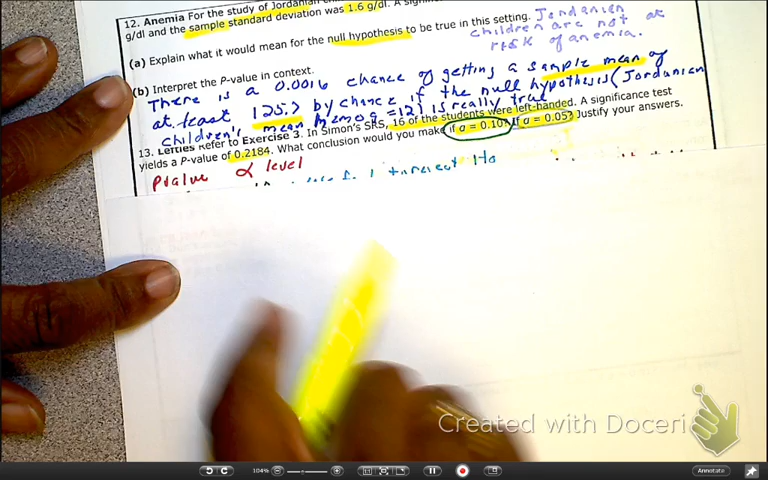 12. Anemia For the study of Jordanian
g/dl and the sample standard deviation was 1.6 g/dl. A
(a) Explain what it would mean for the null hypothesis to be true in this setting. Jordanian
children are not at
risk of anemia.
(b) Interpret the P-value in context.
There is a 0.0016 chance of getting a sample mean of
at least by chance if the null hypothesis (Jordanian
children's mean = 12) is really true
13. Lefties Refer to Exercise 3. In Simon's SRS, 16 of the students were left-handed. A significance test
yields a P-value of 0.2184. What conclusion would you make if α = 0.10? If α = 0.05? Justify your answers.
Pvalue α level
Ho
Created with Doceri
104%
Annotate